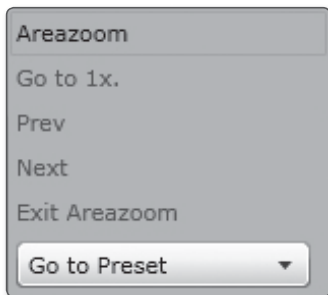 Areazoom
Go to 1x.
Prev
Next
Exit Areazoom
Go to Preset